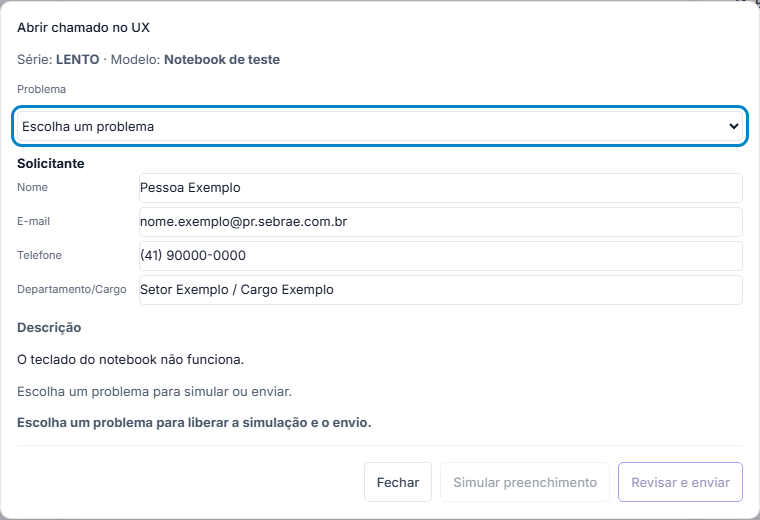 Abrir chamado no UX
Série: LENTO · Modelo: Notebook de teste
Problema
Escolha um problema
Solicitante
Nome
Pessoa Exemplo
E-mail
nome.exemplo@pr.sebrae.com.br
Telefone
(41) 90000-0000
Departamento/Cargo
Setor Exemplo / Cargo Exemplo
Descrição
O teclado do notebook não funciona.
Escolha um problema para simular ou enviar.
Escolha um problema para liberar a simulação e o envio.
Fechar
Simular preenchimento
Revisar e enviar